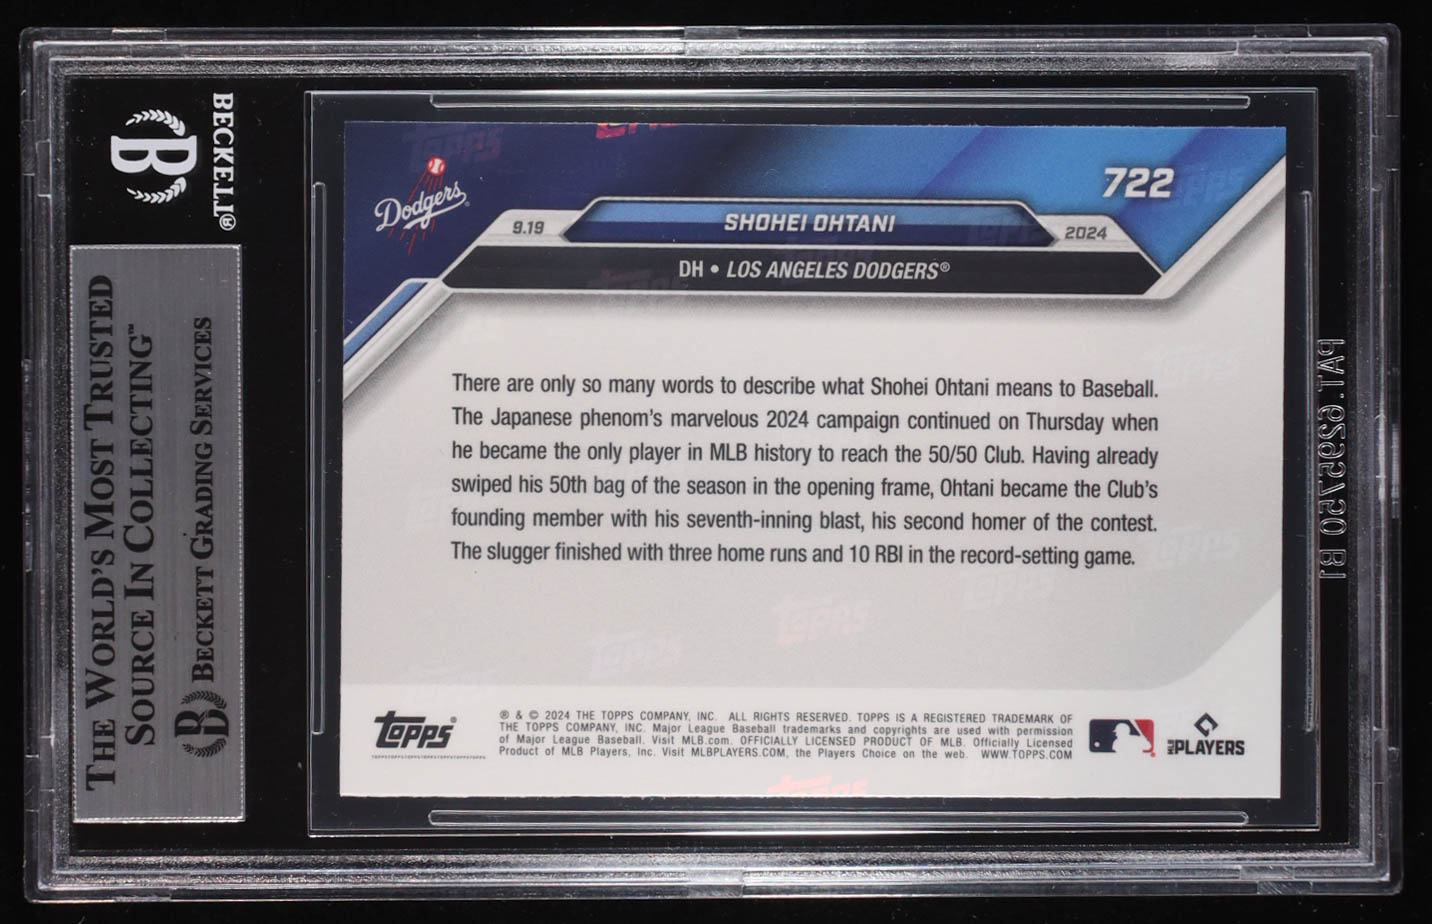 BECKETT®
THE WORLD'S MOST TRUSTED
SOURCE IN COLLECTING™
BECKETT GRADING SERVICES
Dodgers
722
9.19
SHOHEI OHTANI
2024
DH • LOS ANGELES DODGERS®
There are only so many words to describe what Shohei Ohtani means to Baseball.
The Japanese phenom's marvelous 2024 campaign continued on Thursday when
he became the only player in MLB history to reach the 50/50 Club. Having already
swiped his 50th bag of the season in the opening frame, Ohtani became the Club's
founding member with his seventh-inning blast, his second homer of the contest.
The slugger finished with three home runs and 10 RBI in the record-setting game.
Topps®
® & © 2024 THE TOPPS COMPANY, INC. ALL RIGHTS RESERVED. TOPPS IS A REGISTERED TRADEMARK OF
THE TOPPS COMPANY, INC. Major League Baseball trademarks and copyrights are used with permission
of Major League Baseball. Visit MLB.com. OFFICIALLY LICENSED PRODUCT OF MLB. Officially Licensed
Product of MLB Players, Inc. Visit MLBPLAYERS.COM, the Players Choice on the web. WWW.TOPPS.COM
MLB PLAYERS